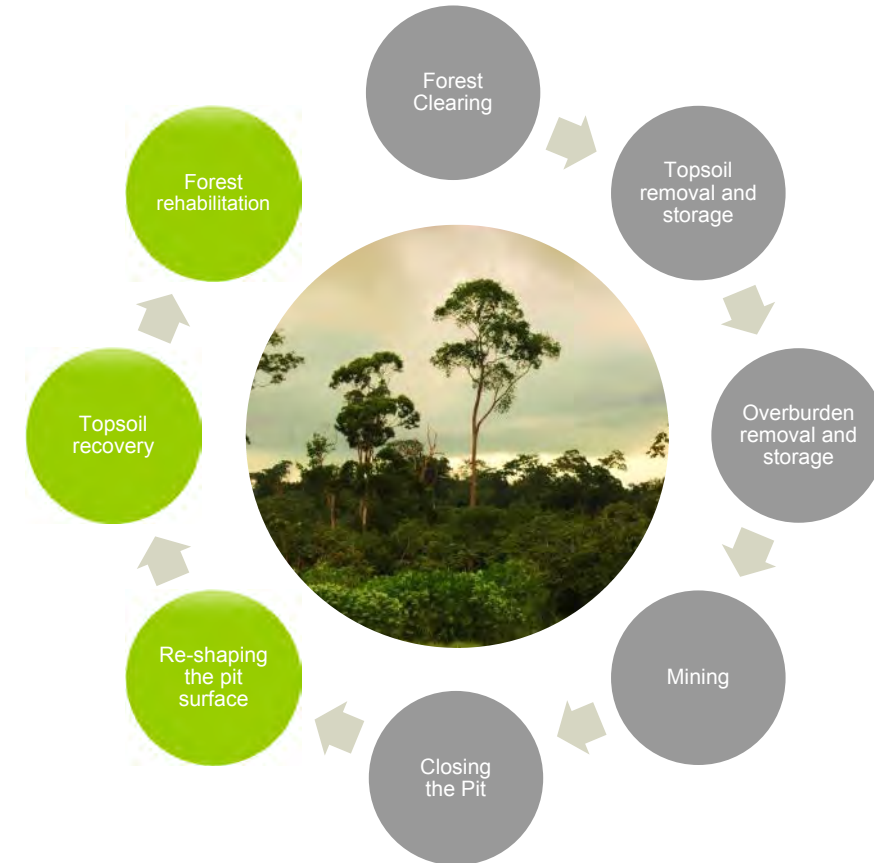 Forest
Clearing
Topsoil
removal and
storage
Overburden
removal and
storage
Mining
Closing
the Pit
Re-shaping
the pit
surface
Topsoil
recovery
Forest
rehabilitation